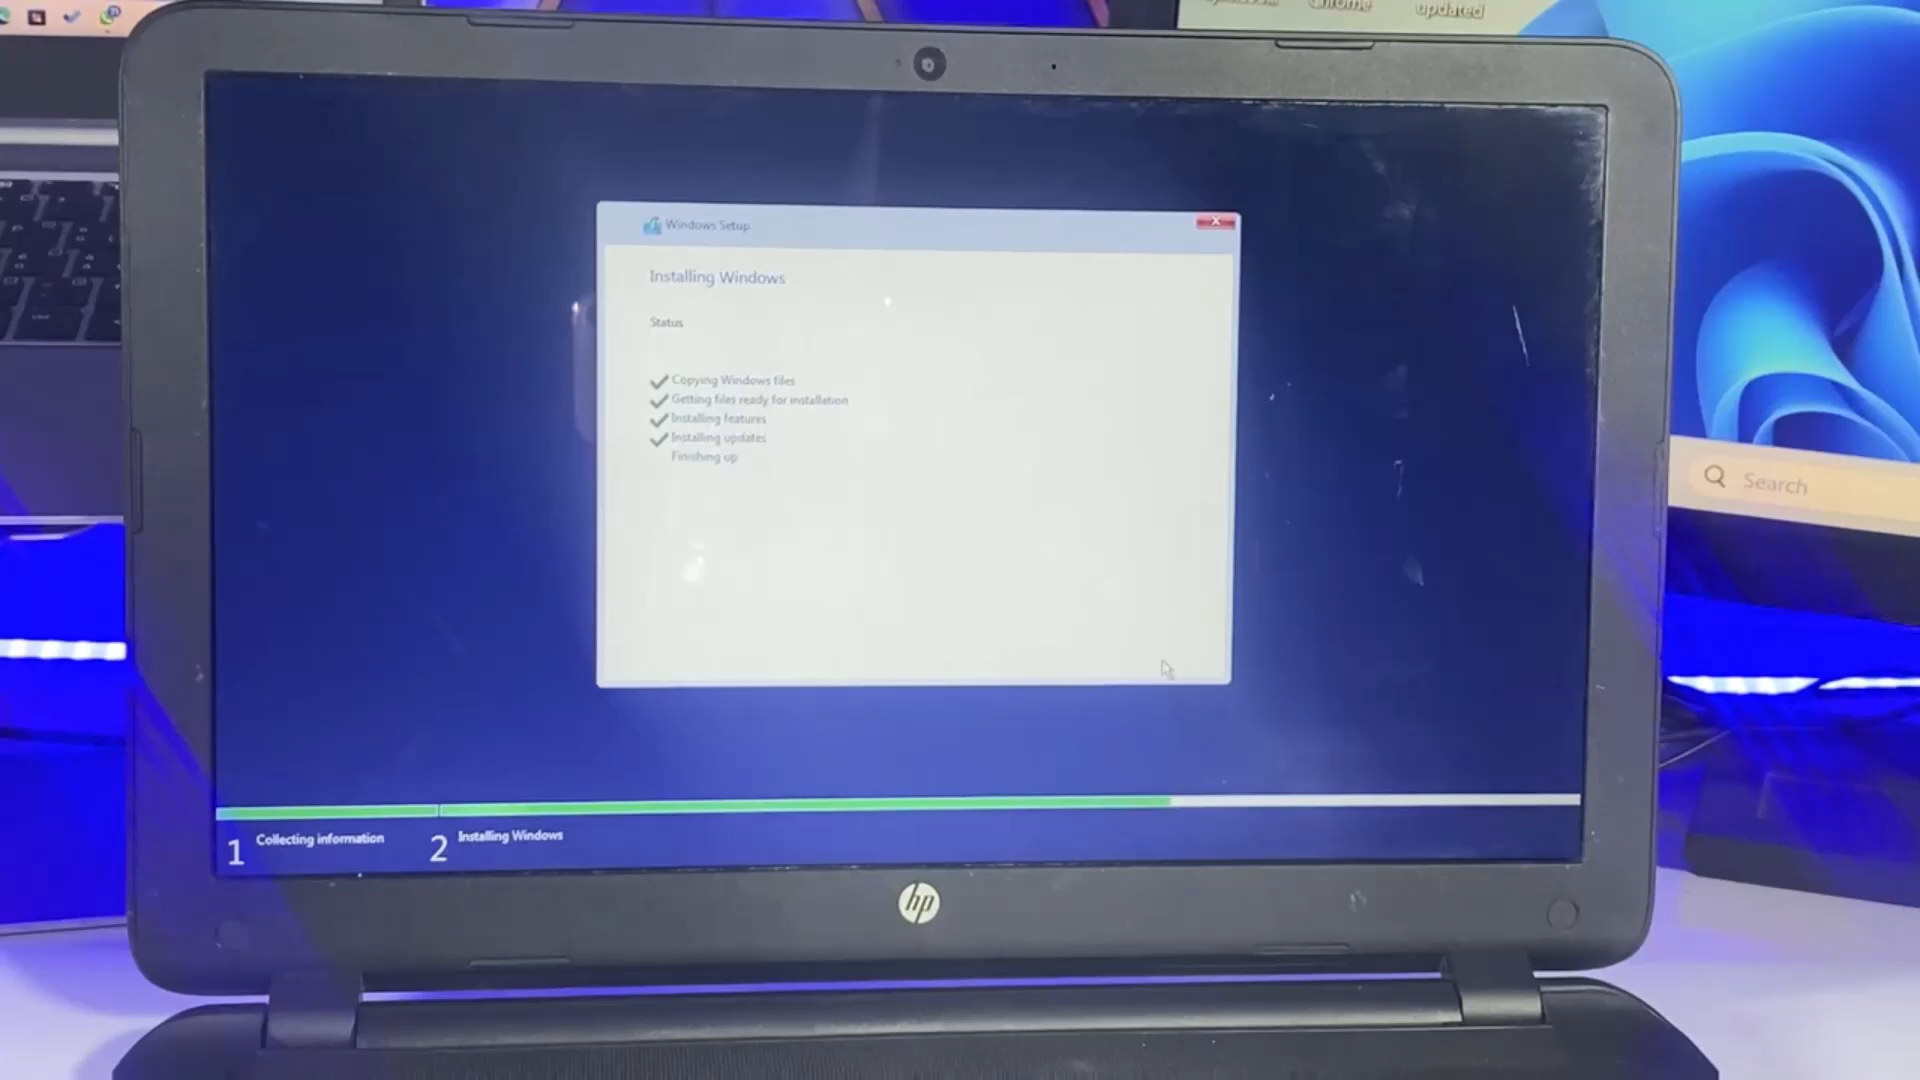 Chrome
updated
Windows Setup
Installing Windows
Status
Copying Windows files
Getting files ready for installation
Installing features
Installing updates
Finishing up
Search
1 Collecting information
2 Installing Windows
hp